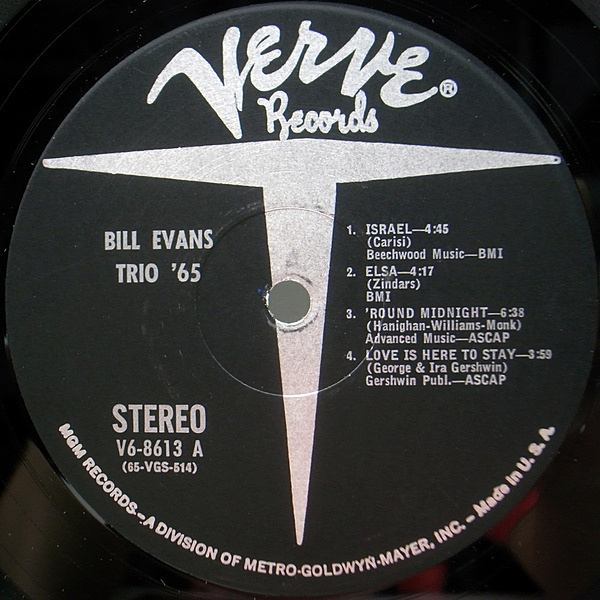 Verve®
Records
BILL EVANS
TRIO '65
1. ISRAEL—4:45
(Carisi)
Beechwood Music—BMI
2. ELSA—4:17
(Zindars)
BMI
3. 'ROUND MIDNIGHT—6:38
(Hanighan-Williams-Monk)
Advanced Music—ASCAP
4. LOVE IS HERE TO STAY—3:59
(George & Ira Gershwin)
Gershwin Publ.—ASCAP
STEREO
V6-8613 A
(65-VGS-514)
MGM RECORDS—A DIVISION OF METRO-GOLDWYN-MAYER, INC. – Made in U. S. A.